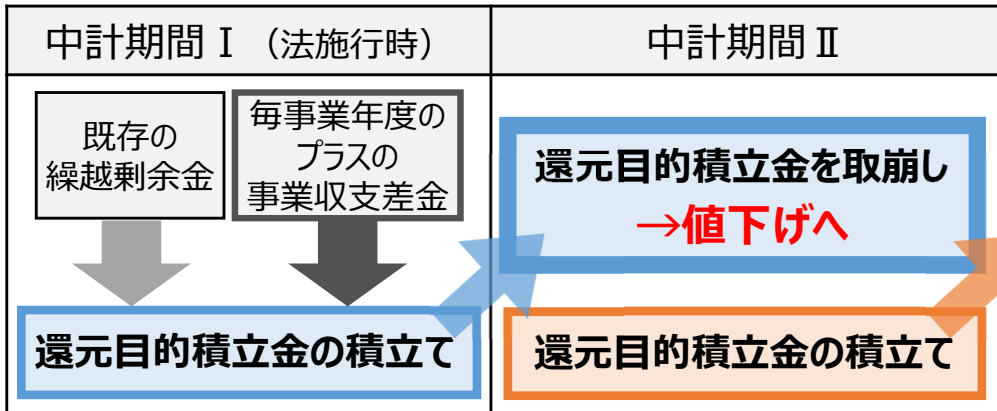 中計期間Ⅰ（法施行時）
中計期間Ⅱ
既存の
繰越剰余金
毎事業年度の
プラスの
事業収支差金
還元目的積立金を取崩し
→値下げへ
還元目的積立金の積立て
還元目的積立金の積立て